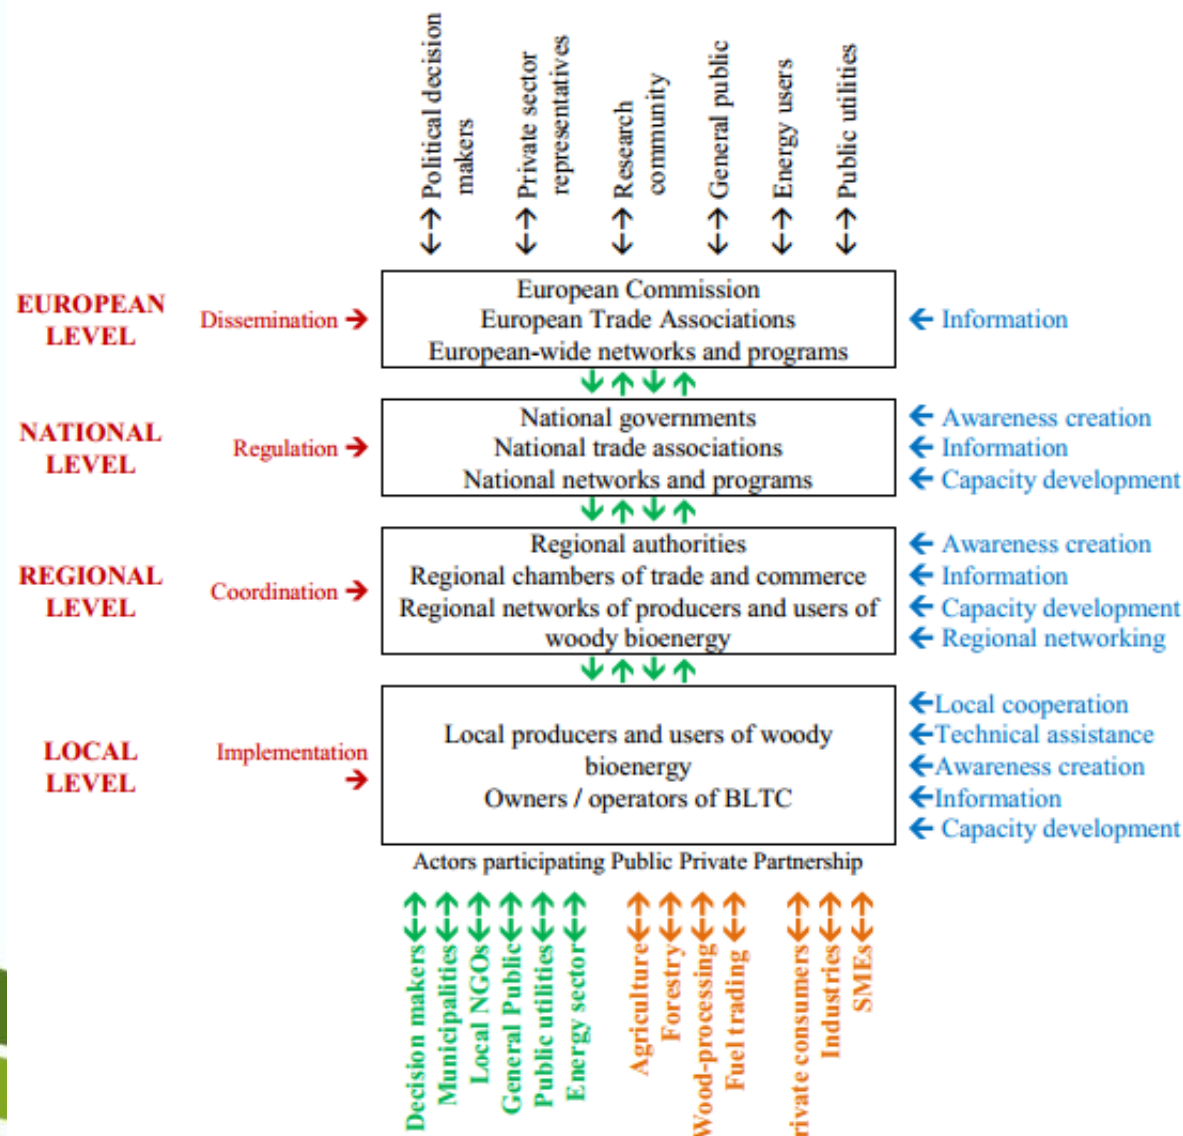 Political decision
makers
Private sector
representatives
Research
community
General public
Energy users
Public utilities
EUROPEAN
LEVEL
Dissemination
European Commission
European Trade Associations
European-wide networks and programs
Information
NATIONAL
LEVEL
Regulation
National governments
National trade associations
National networks and programs
Awareness creation
Information
Capacity development
REGIONAL
LEVEL
Coordination
Regional authorities
Regional chambers of trade and commerce
Regional networks of producers and users of
woody bioenergy
Awareness creation
Information
Capacity development
Regional networking
LOCAL
LEVEL
Implementation
Local producers and users of woody
bioenergy
Owners / operators of BLTC
Local cooperation
Technical assistance
Awareness creation
Information
Capacity development
Actors participating Public Private Partnership
Decision makers
Municipalities
Local NGOs
General Public
Public utilities
Energy sector
Agriculture
Forestry
Wood-processing
Fuel trading
rivate consumers
Industries
SMEs